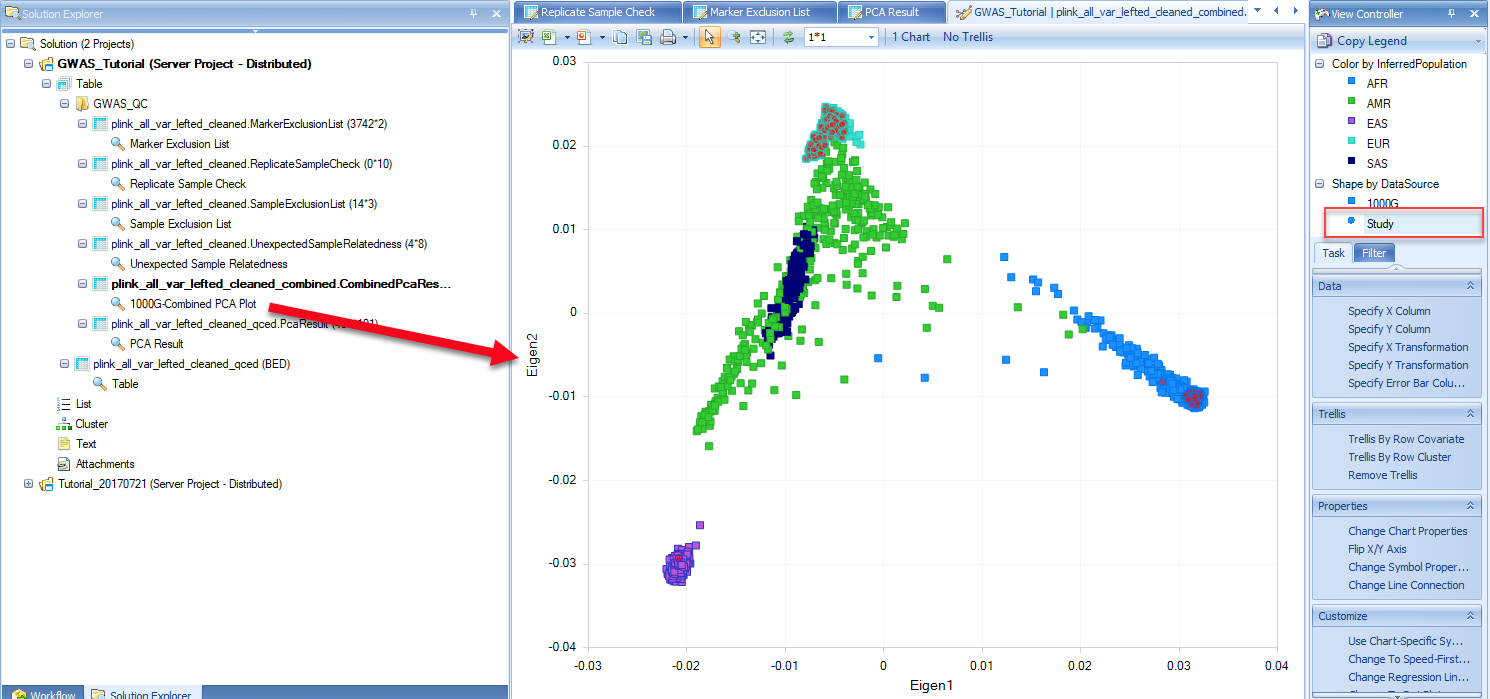 Solution Explorer
Solution (2 Projects)
GWAS_Tutorial (Server Project - Distributed)
Table
GWAS_QC
plink_all_var_lefted_cleaned.MarkerExclusionList (3742*2)
Marker Exclusion List
plink_all_var_lefted_cleaned.ReplicateSampleCheck (0*10)
Replicate Sample Check
plink_all_var_lefted_cleaned.SampleExclusionList (14*3)
Sample Exclusion List
plink_all_var_lefted_cleaned.UnexpectedSampleRelatedness (4*8)
Unexpected Sample Relatedness
plink_all_var_lefted_cleaned_combined.CombinedPcaRes...
1000G-Combined PCA Plot
plink_all_var_lefted_cleaned_qced.PcaResult
PCA Result
plink_all_var_lefted_cleaned_qced (BED)
Table
List
Cluster
Text
Attachments
Tutorial_20170721 (Server Project - Distributed)
Workflow
Solution Explorer
Replicate Sample Check
Marker Exclusion List
PCA Result
GWAS_Tutorial | plink_all_var_lefted_cleaned_combined.
1*1
1 Chart
No Trellis
0.03
0.02
0.01
0
-0.01
-0.02
-0.03
-0.04
Eigen2
-0.03
-0.02
-0.01
0
0.01
0.02
0.03
0.04
Eigen1
View Controller
Copy Legend
Color by InferredPopulation
AFR
AMR
EAS
EUR
SAS
Shape by DataSource
1000G
Study
Task
Filter
Data
Specify X Column
Specify Y Column
Specify X Transformation
Specify Y Transformation
Specify Error Bar Colu...
Trellis
Trellis By Row Covariate
Trellis By Row Cluster
Remove Trellis
Properties
Change Chart Properties
Flip X/Y Axis
Change Symbol Proper...
Change Line Connection
Customize
Use Chart-Specific Sy...
Change To Speed-First...
Change Regression Lin...